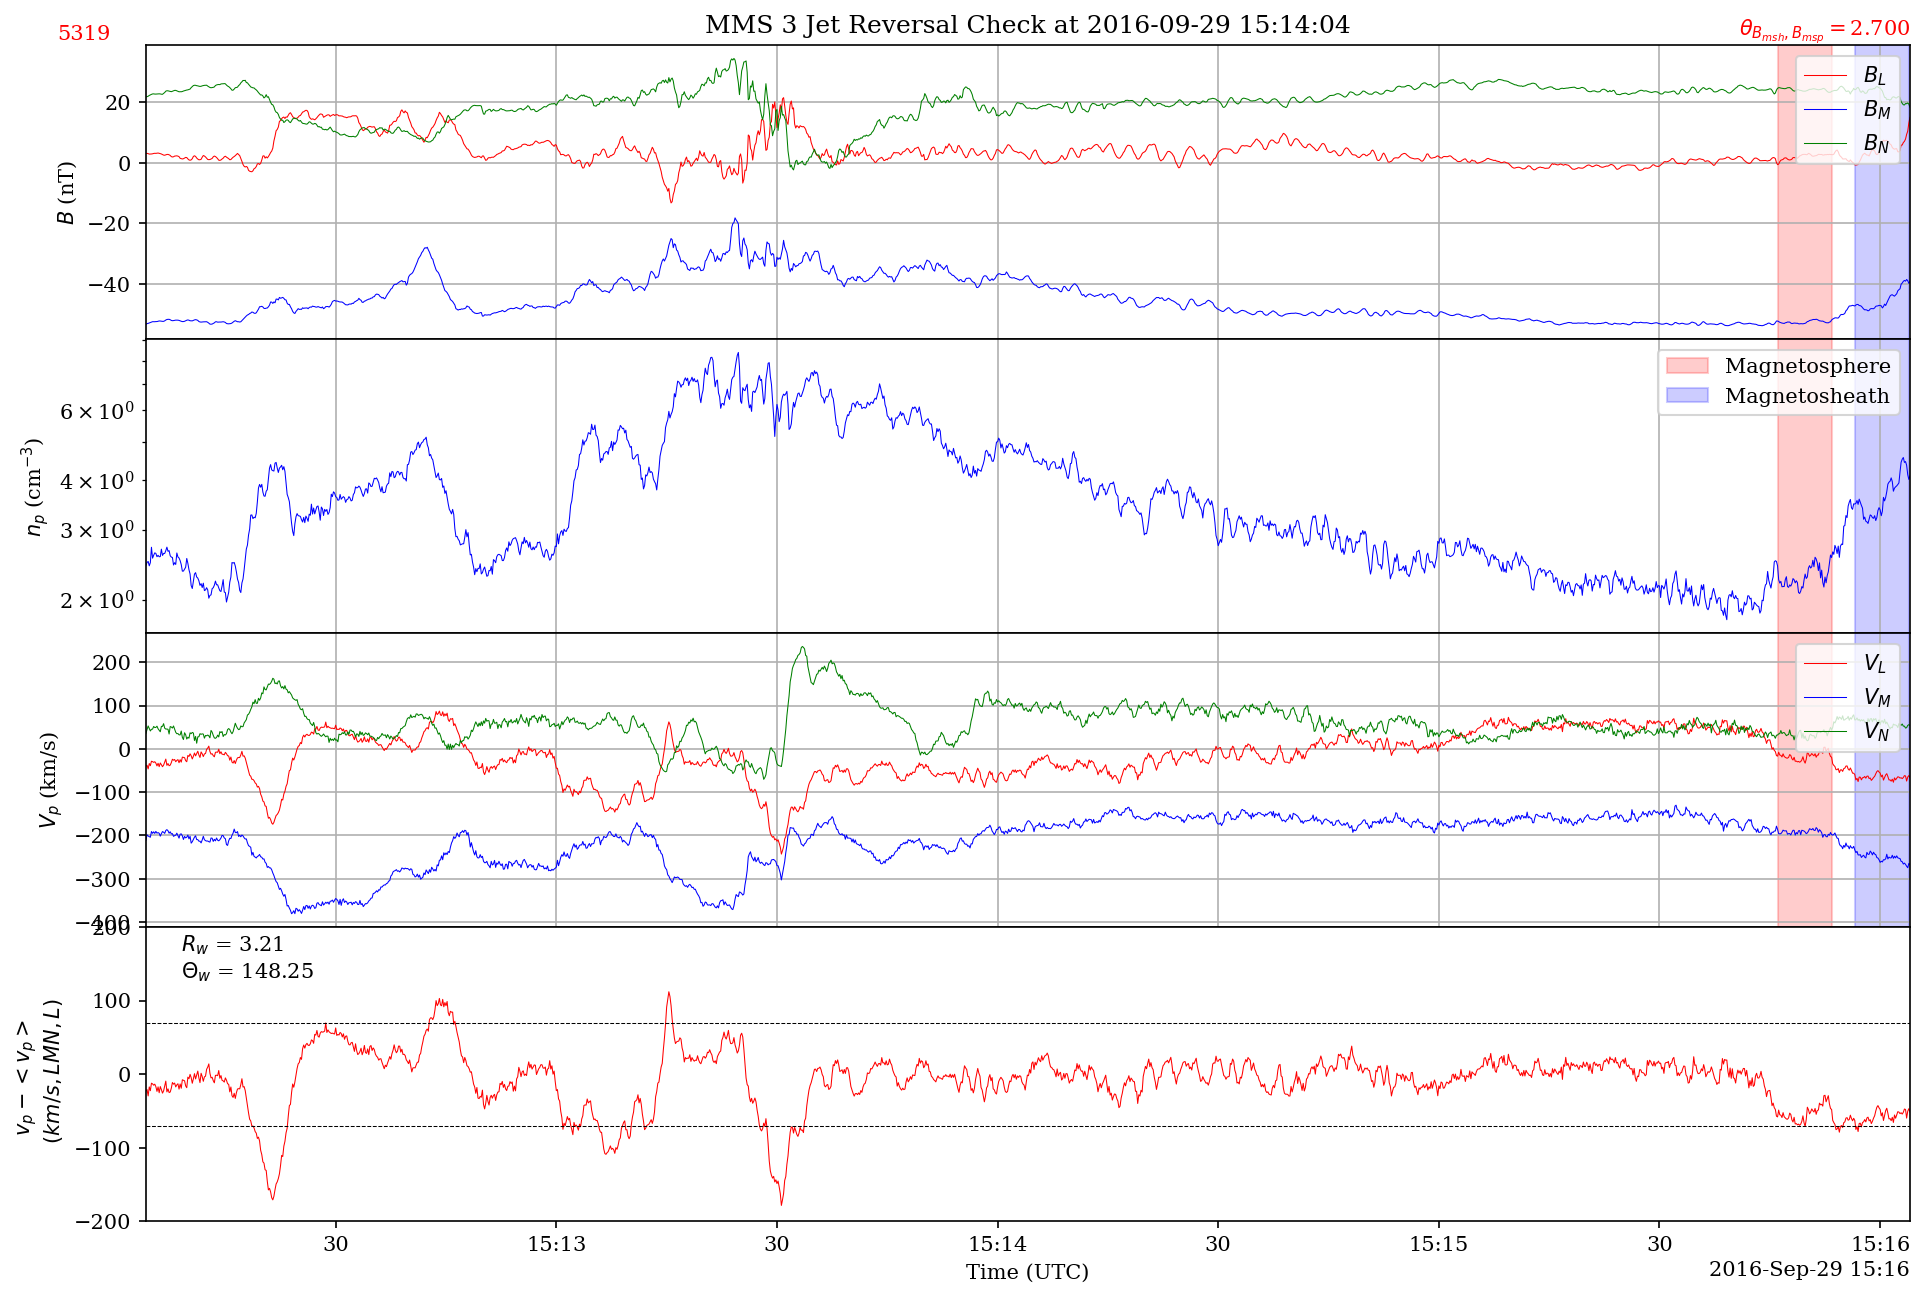 5319
MMS 3 Jet Reversal Check at 2016-09-29 15:14:04
θ_{B_{msh}, B_{msp}} = 2.700
B (nT)
20
0
−20
−40
B_L
B_M
B_N
n_p (cm^{−3})
6 × 10^0
4 × 10^0
3 × 10^0
2 × 10^0
Magnetosphere
Magnetosheath
V_p (km/s)
200
100
0
−100
−200
−300
−400
V_L
V_M
V_N
v_p − < v_p >
(km/s, LMN, L)
200
100
0
−100
−200
R_w = 3.21
Θ_w = 148.25
30
15:13
30
15:14
30
15:15
30
15:16
Time (UTC)
2016-Sep-29 15:16